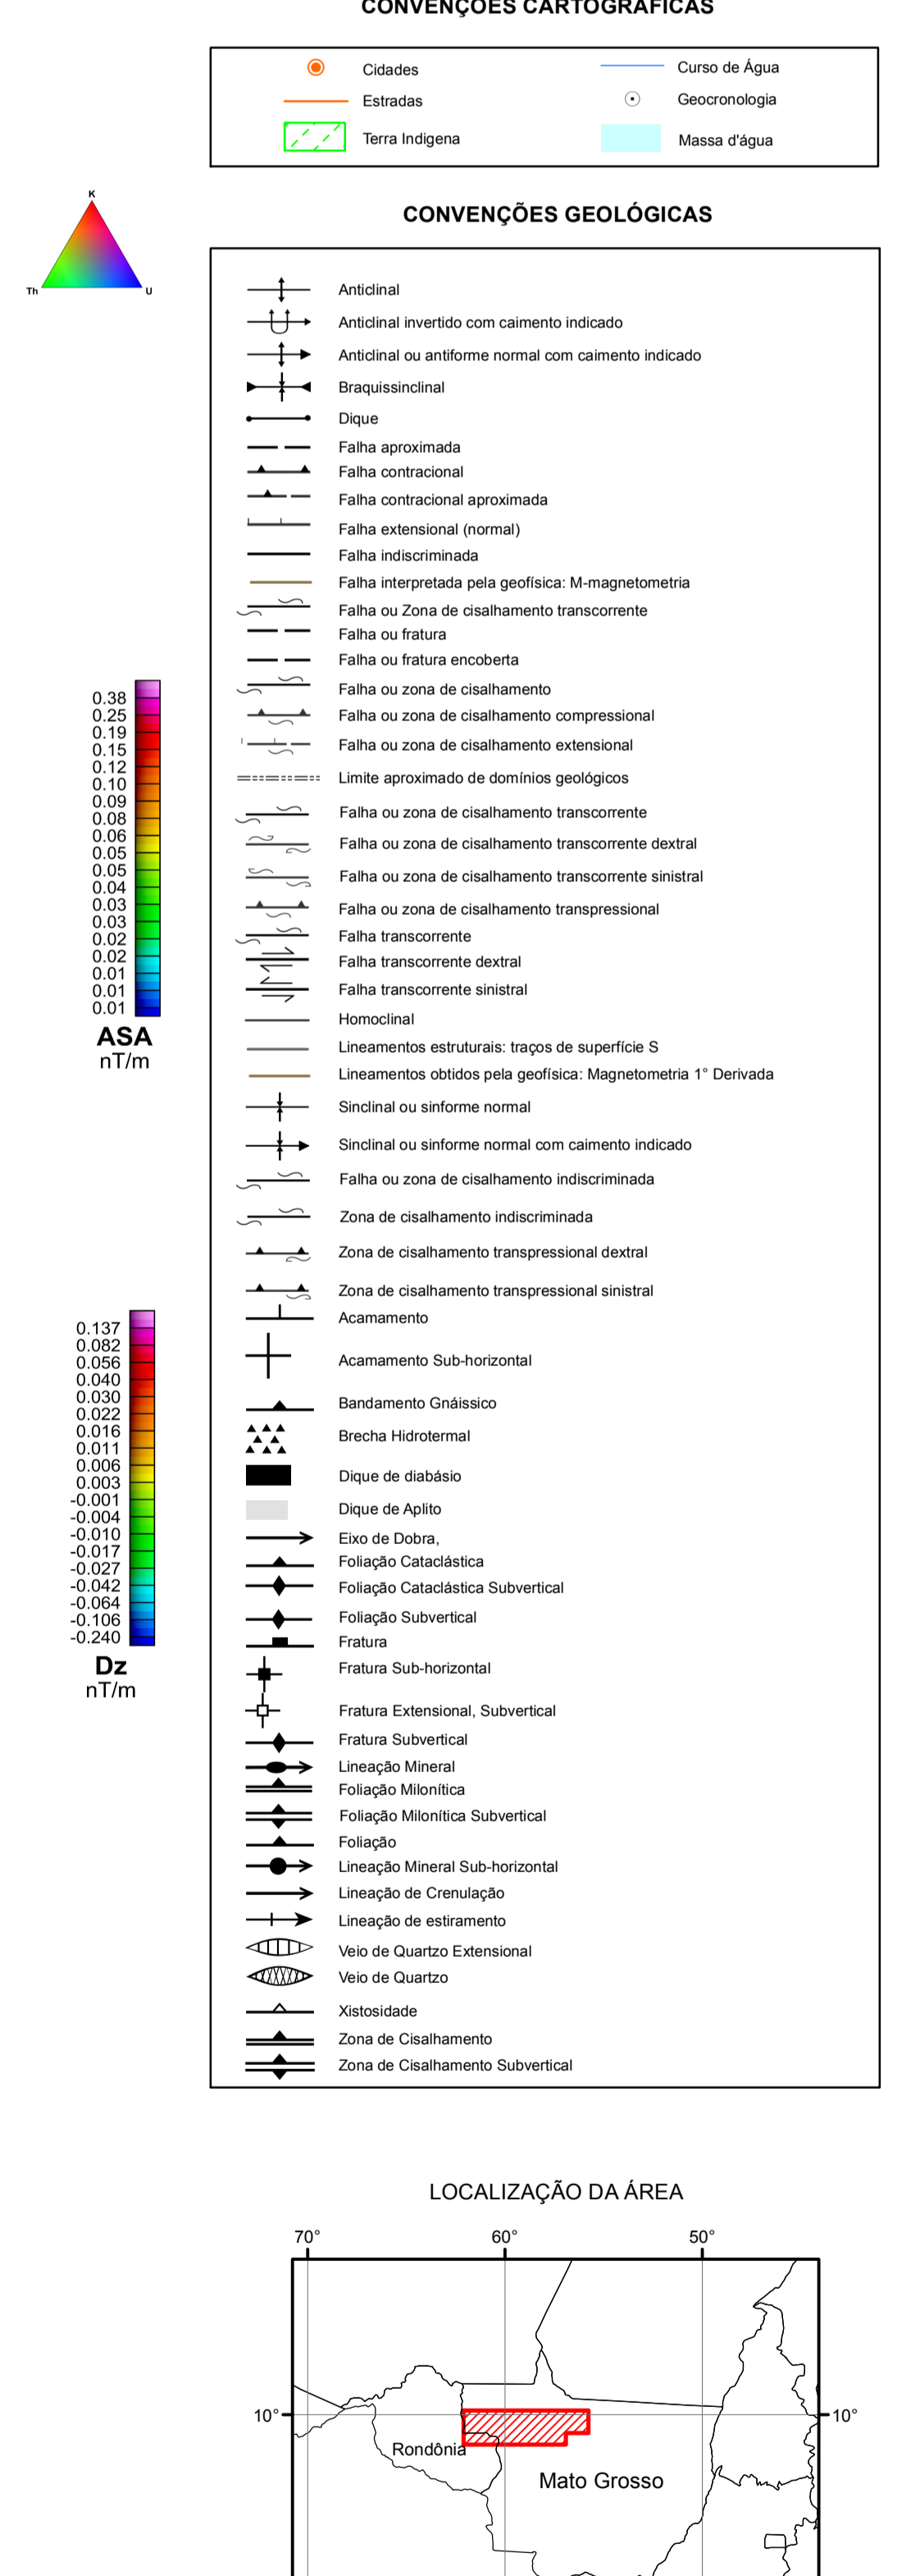 CONVENÇÕES CARTOGRÁFICAS
Cidades
Estradas
Terra Indigena
Curso de Água
Geocronologia
Massa d'água
K
Th
U
CONVENÇÕES GEOLÓGICAS
Anticlinal
Anticlinal invertido com caimento indicado
Anticlinal ou antiforme normal com caimento indicado
Braquissinclinal
Dique
Falha aproximada
Falha contracional
Falha contracional aproximada
Falha extensional (normal)
Falha indiscriminada
Falha interpretada pela geofísica: M-magnetometria
Falha ou Zona de cisalhamento transcorrente
Falha ou fratura
Falha ou fratura encoberta
Falha ou zona de cisalhamento
Falha ou zona de cisalhamento compressional
Falha ou zona de cisalhamento extensional
Limite aproximado de domínios geológicos
Falha ou zona de cisalhamento transcorrente
Falha ou zona de cisalhamento transcorrente dextral
Falha ou zona de cisalhamento transcorrente sinistral
Falha ou zona de cisalhamento transpressional
Falha transcorrente
Falha transcorrente dextral
Falha transcorrente sinistral
Homoclinal
Lineamentos estruturais: traços de superfície S
Lineamentos obtidos pela geofísica: Magnetometria 1° Derivada
Sinclinal ou sinforme normal
Sinclinal ou sinforme normal com caimento indicado
Falha ou zona de cisalhamento indiscriminada
Zona de cisalhamento indiscriminada
Zona de cisalhamento transpressional dextral
Zona de cisalhamento transpressional sinistral
Acamamento
Acamamento Sub-horizontal
Bandamento Gnáissico
Brecha Hidrotermal
Dique de diabásio
Dique de Aplito
Eixo de Dobra,
Foliação Cataclástica
Foliação Cataclástica Subvertical
Foliação Subvertical
Fratura
Fratura Sub-horizontal
Fratura Extensional, Subvertical
Fratura Subvertical
Lineação Mineral
Foliação Milonítica
Foliação Milonítica Subvertical
Foliação
Lineação Mineral Sub-horizontal
Lineação de Crenulação
Lineação de estiramento
Veio de Quartzo Extensional
Veio de Quartzo
Xistosidade
Zona de Cisalhamento
Zona de Cisalhamento Subvertical
0.38
0.25
0.19
0.15
0.12
0.10
0.09
0.08
0.06
0.05
0.05
0.04
0.03
0.03
0.02
0.02
0.01
0.01
0.01
ASA
nT/m
0.137
0.082
0.056
0.040
0.030
0.022
0.016
0.011
0.006
0.003
-0.001
-0.004
-0.010
-0.017
-0.027
-0.042
-0.064
-0.106
-0.240
Dz
nT/m
LOCALIZAÇÃO DA ÁREA
70°
60°
50°
10°
10°
Rondônia
Mato Grosso